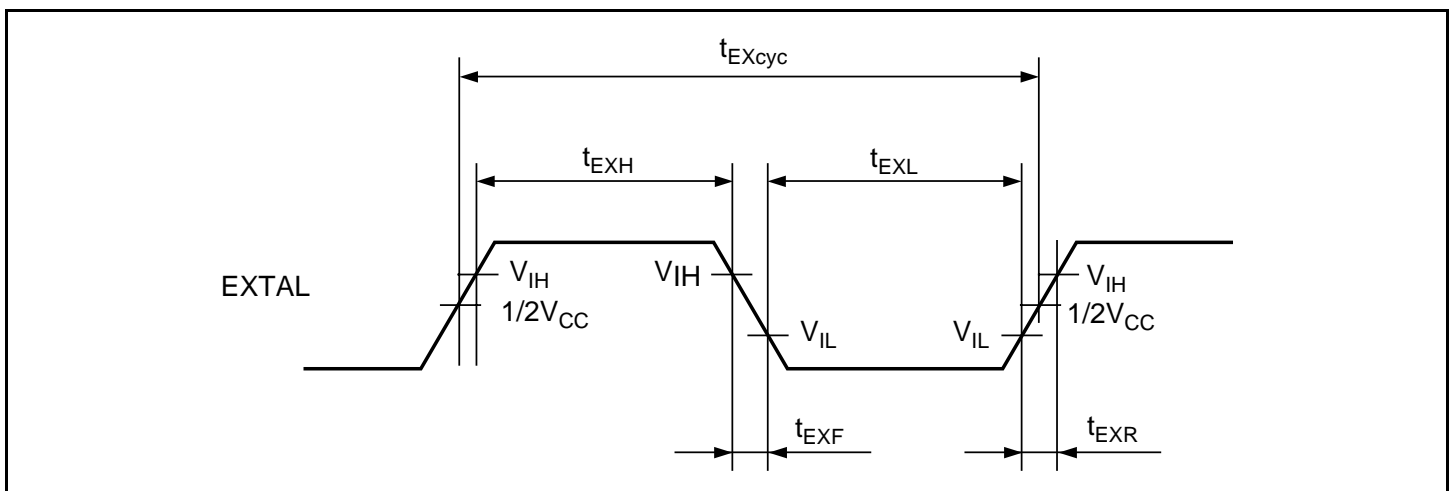 tEXcyc
tEXH
tEXL
EXTAL
VIH
1/2VCC
VIH
VIL
VIL
VIH
1/2VCC
tEXF
tEXR